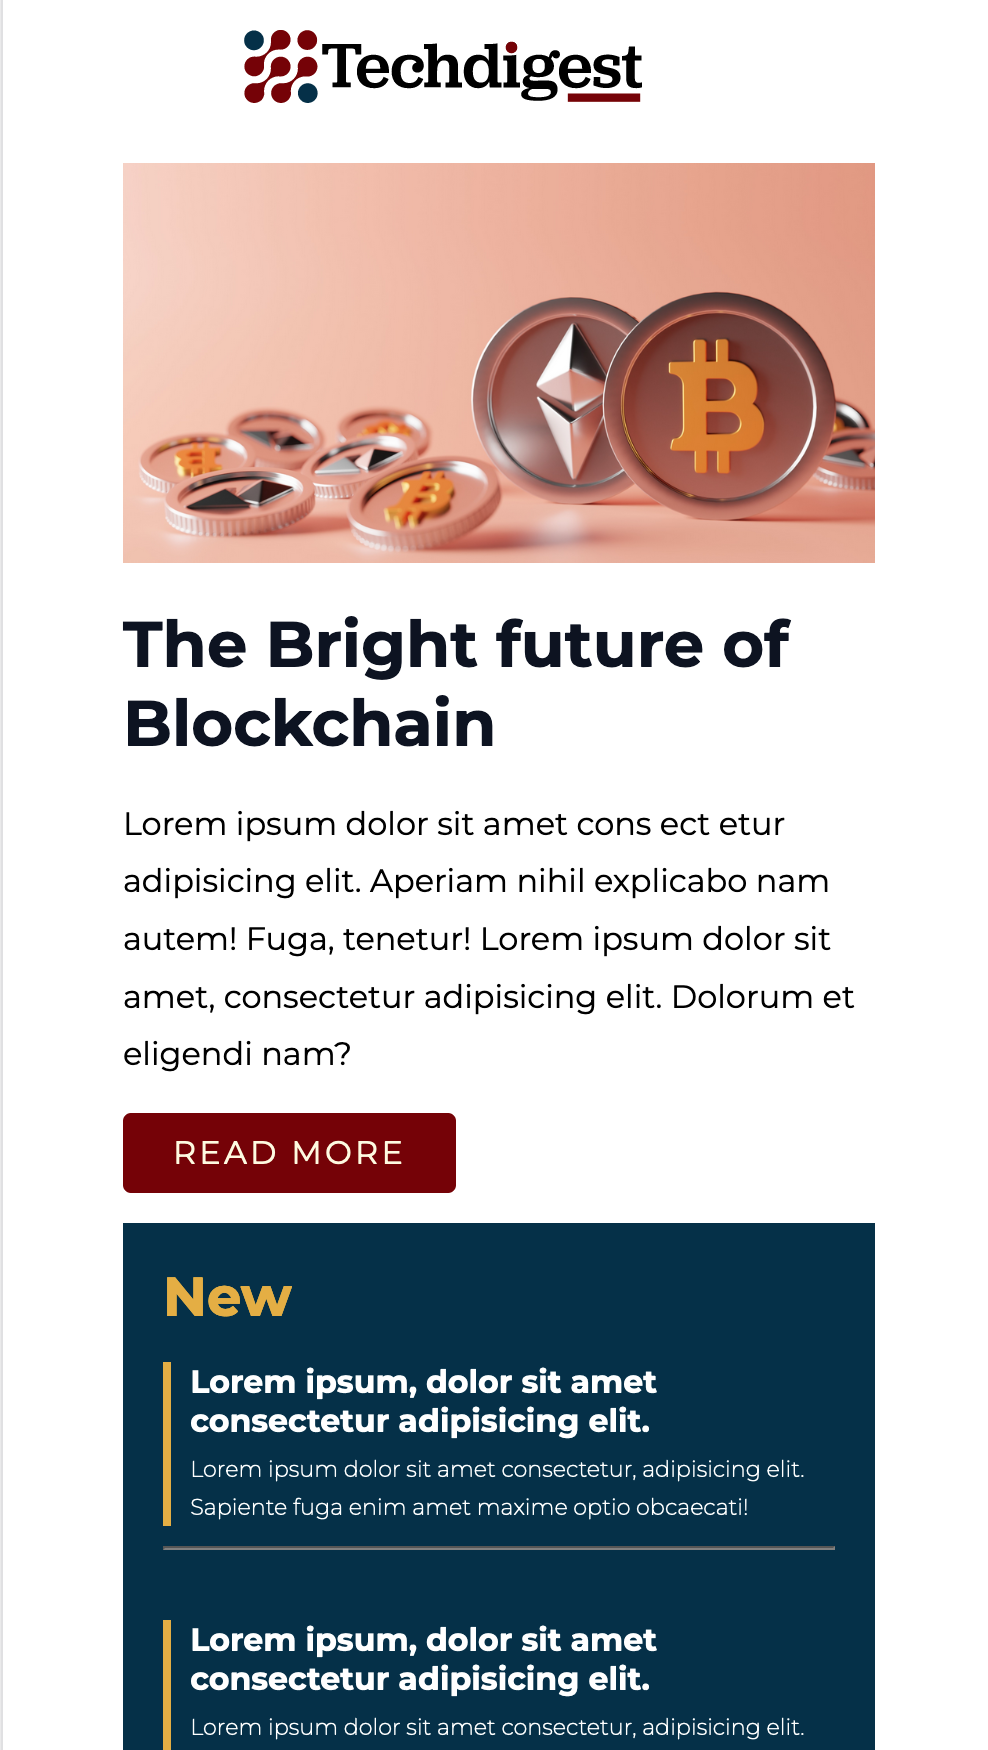 Techdigest
The Bright future of
Blockchain
Lorem ipsum dolor sit amet cons ect etur
adipisicing elit. Aperiam nihil explicabo nam
autem! Fuga, tenetur! Lorem ipsum dolor sit
amet, consectetur adipisicing elit. Dolorum et
eligendi nam?
READ MORE
New
Lorem ipsum, dolor sit amet
consectetur adipisicing elit.
Lorem ipsum dolor sit amet consectetur, adipisicing elit.
Sapiente fuga enim amet maxime optio obcaecati!
Lorem ipsum, dolor sit amet
consectetur adipisicing elit.
Lorem ipsum dolor sit amet consectetur, adipisicing elit.